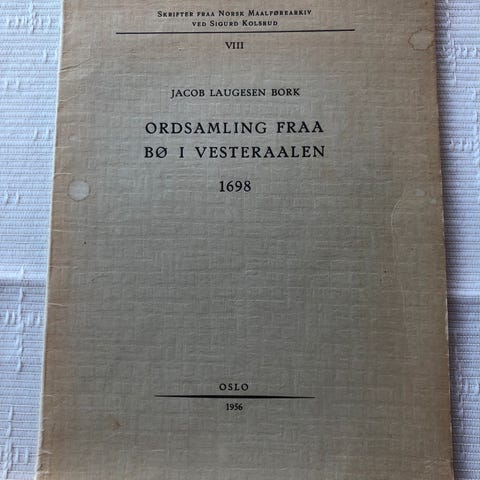 Skrifter fraa Norsk Maalførearkiv
ved Sigurd Kolsrud
VIII
JACOB LAUGESEN BORK
ORDSAMLING FRAA
BØ I VESTERAALEN
1698
OSLO
1956